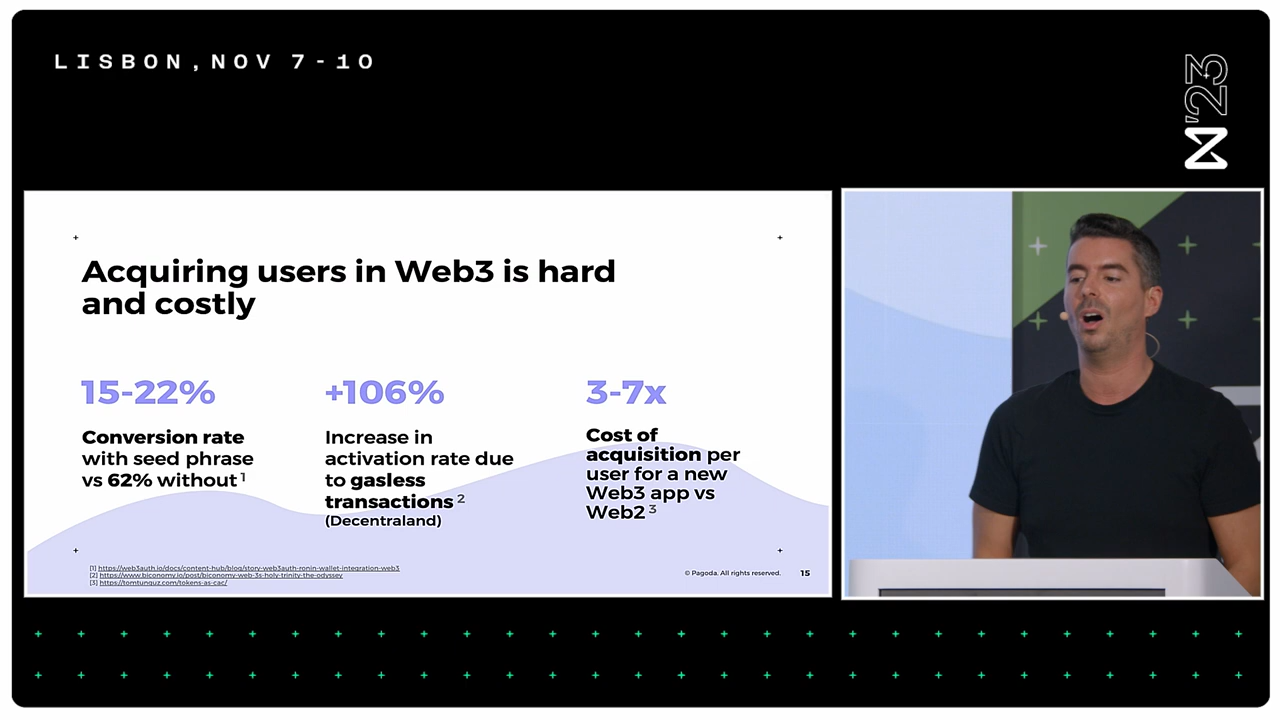 LISBON, NOV 7-10
'23
Acquiring users in Web3 is hard
and costly
15-22%
Conversion rate
with seed phrase
vs 62% without 1
+106%
Increase in
activation rate due
to gasless
transactions 2
(Decentraland)
3-7x
Cost of
acquisition per
user for a new
Web3 app vs
Web2 3
[1] https://web3auth.io/docs/content-hub/blog/story-web3auth-ronin-wallet-integration-web3
[2] https://www.biconomy.io/post/biconomy-web-3s-holy-trinity-the-odyssey
[3] https://tomtunguz.com/tokens-as-cac/
© Pagoda. All rights reserved.
15